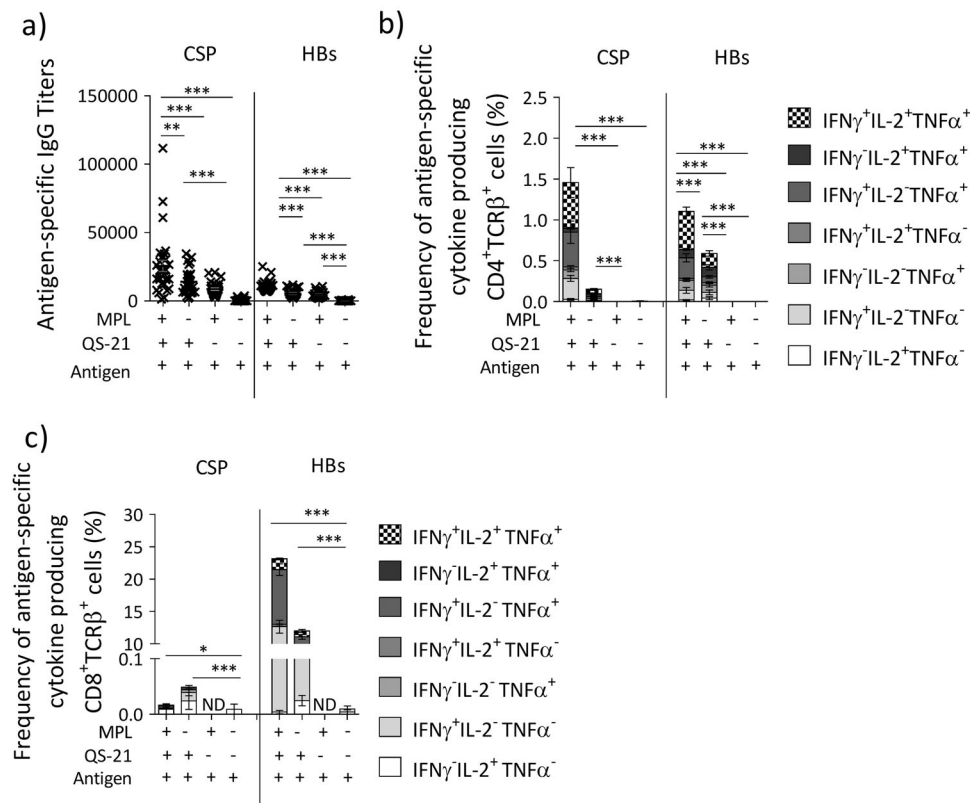 a)
CSP HBs
Antigen-specific IgG Titers
150000
100000
50000
0
*** *** ** ***
*** *** *** *** ***
MPL + - + - + - + -
QS-21 + + - - + + - -
Antigen + + + + + + + +
b)
CSP HBs
Frequency of antigen-specific
cytokine producing
CD4⁺TCRβ⁺ cells (%)
2.5
2.0
1.5
1.0
0.5
0.0
*** *** ***
*** *** *** *** ***
MPL + - + - + - + -
QS-21 + + - - + + - -
Antigen + + + + + + + +
IFNγ⁺IL-2⁺TNFα⁺
IFNγ⁻IL-2⁺TNFα⁺
IFNγ⁺IL-2⁻TNFα⁺
IFNγ⁺IL-2⁺TNFα⁻
IFNγ⁻IL-2⁻TNFα⁺
IFNγ⁺IL-2⁻TNFα⁻
IFNγ⁻IL-2⁺TNFα⁻
c)
CSP HBs
Frequency of antigen-specific
cytokine producing
CD8⁺TCRβ⁺ cells (%)
30
25
20
15
10
0.1
0.0
* ***
*** ***
ND ND
MPL + - + - + - + -
QS-21 + + - - + + - -
Antigen + + + + + + + +
IFNγ⁺IL-2⁺ TNFα⁺
IFNγ⁻IL-2⁺ TNFα⁺
IFNγ⁺IL-2⁻ TNFα⁺
IFNγ⁺IL-2⁺ TNFα⁻
IFNγ⁻IL-2⁻ TNFα⁺
IFNγ⁺IL-2⁻ TNFα⁻
IFNγ⁻IL-2⁺ TNFα⁻